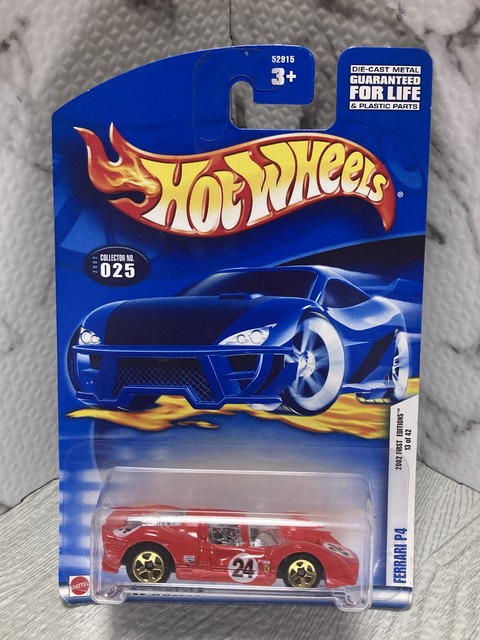 52915
3+
DIE-CAST METAL
GUARANTEED
FOR LIFE
& PLASTIC PARTS
HOT WHEELS®
2002
COLLECTOR NO.
025
2002 FIRST EDITIONS™
13 of 42
FERRARI P4
24
MATTEL